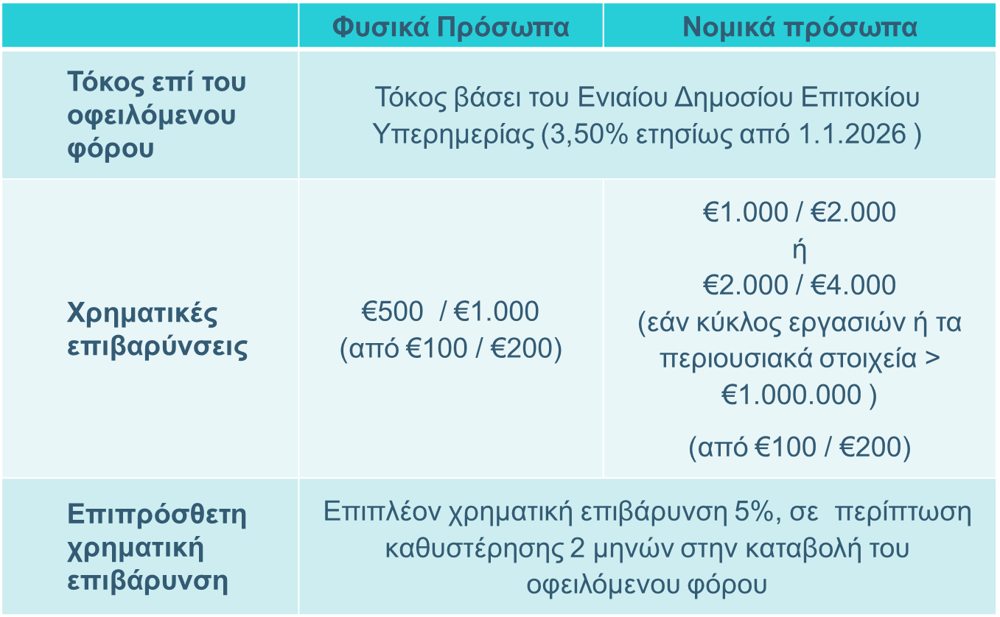 Φυσικά Πρόσωπα
Νομικά πρόσωπα
Τόκος επί του
οφειλόμενου
φόρου
Τόκος βάσει του Ενιαίου Δημοσίου Επιτοκίου
Υπερημερίας (3,50% ετησίως από 1.1.2026 )
Χρηματικές
επιβαρύνσεις
€500 / €1.000
(από €100 / €200)
€1.000 / €2.000
ή
€2.000 / €4.000
(εάν κύκλος εργασιών ή τα
περιουσιακά στοιχεία >
€1.000.000 )
(από €100 / €200)
Επιπρόσθετη
χρηματική
επιβάρυνση
Επιπλέον χρηματική επιβάρυνση 5%, σε περίπτωση
καθυστέρησης 2 μηνών στην καταβολή του
οφειλόμενου φόρου